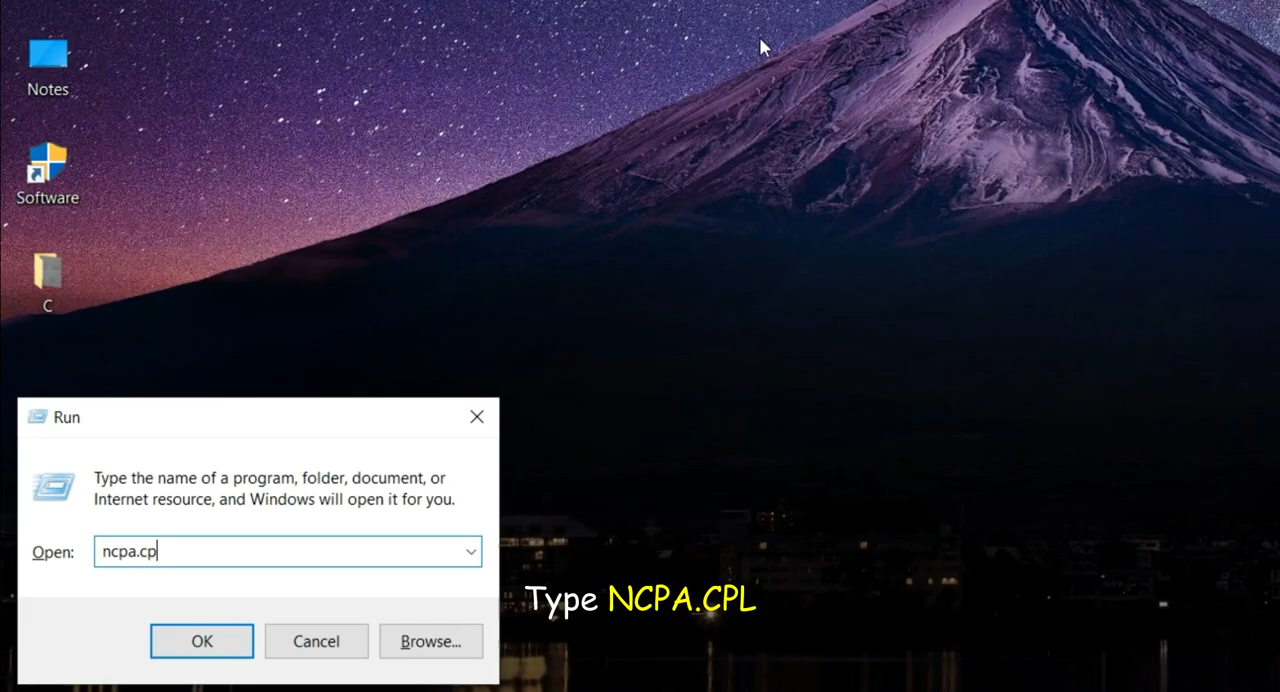 Notes
Software
C
Run
Type the name of a program, folder, document, or
Internet resource, and Windows will open it for you.
Open:
ncpa.cp
Type NCPA.CPL
OK
Cancel
Browse...